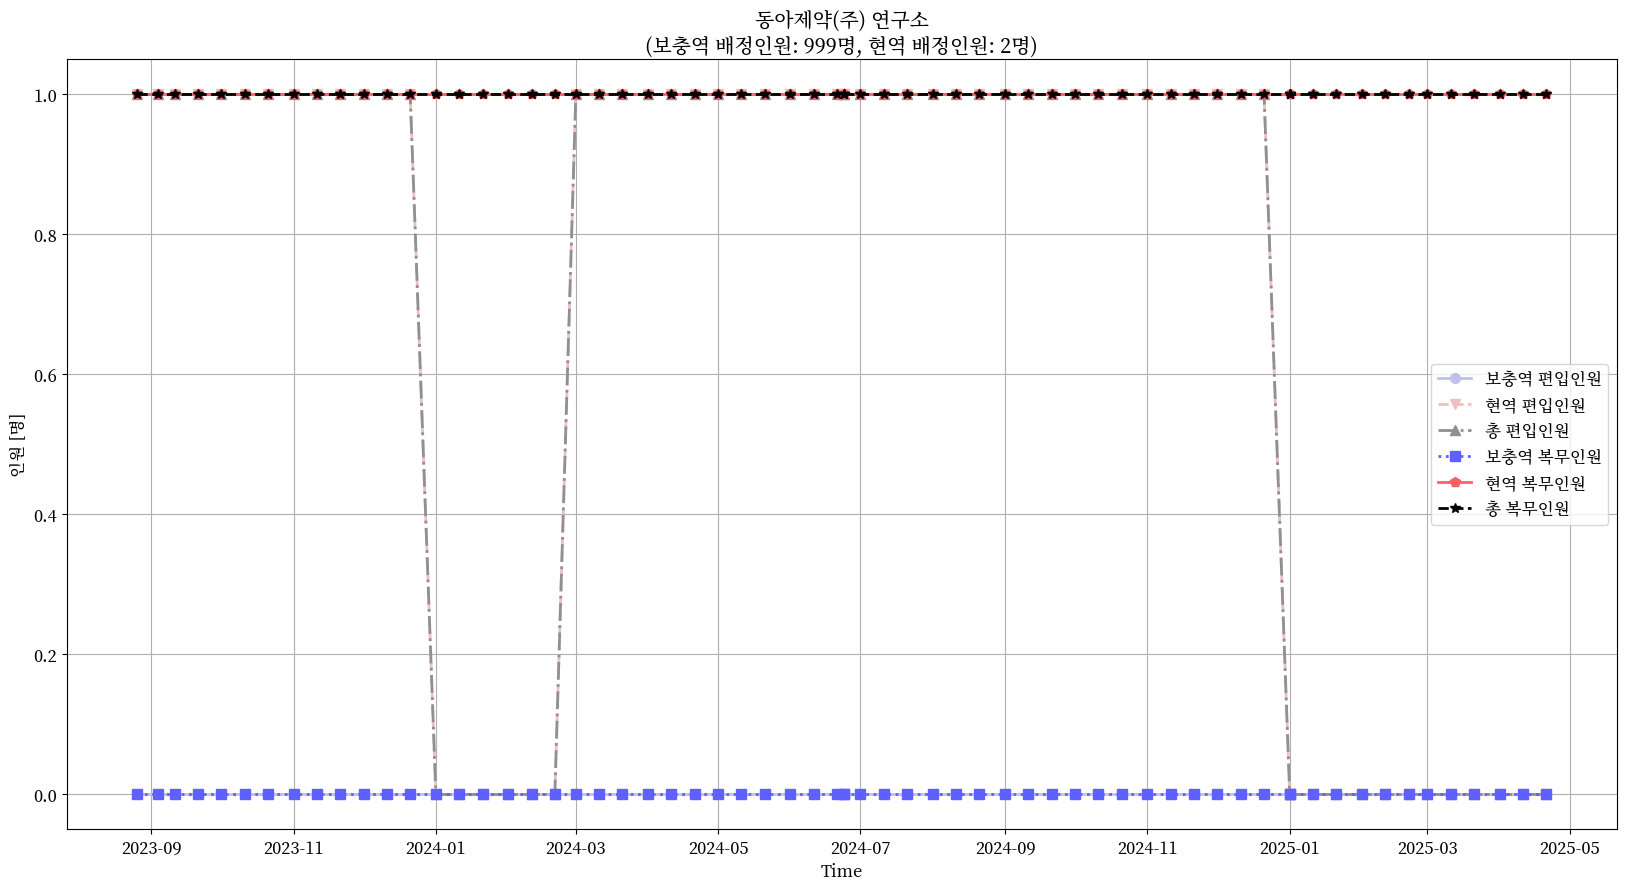 동아제약(주) 연구소
(보충역 배정인원: 999명, 현역 배정인원: 2명)
1.0
0.8
0.6
0.4
0.2
0.0
인원 [명]
보충역 편입인원
현역 편입인원
총 편입인원
보충역 복무인원
현역 복무인원
총 복무인원
2023-09 2023-11 2024-01 2024-03 2024-05 2024-07 2024-09 2024-11 2025-01 2025-03 2025-05
Time